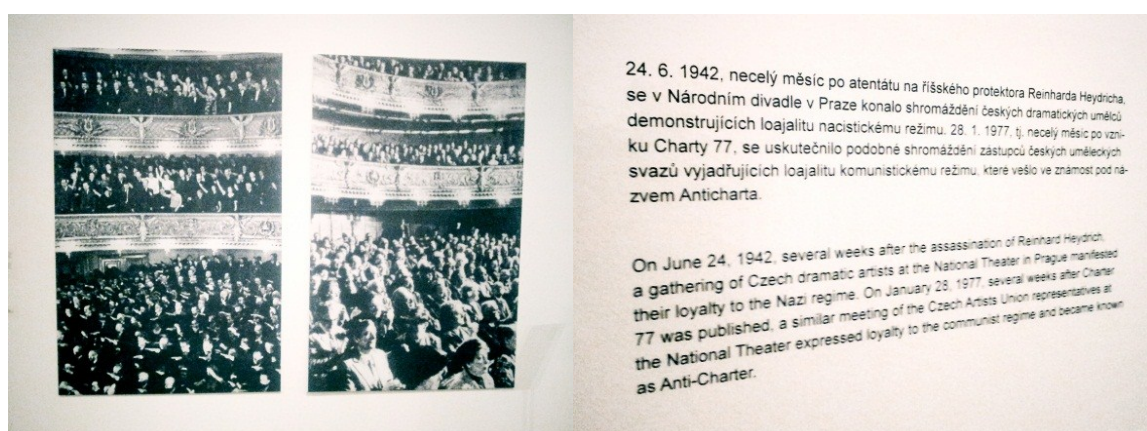 24. 6. 1942, necelý měsíc po atentátu na říšského protektora Reinharda Heydricha,
se v Národním divadle v Praze konalo shromáždění českých dramatických umělců
demonstrujících loajalitu nacistickému režimu. 28. 1. 1977, tj. necelý měsíc po vzni-
ku Charty 77, se uskutečnilo podobné shromáždění zástupců českých uměleckých
svazů vyjadřujících loajalitu komunistickému režimu, které vešlo ve známost pod ná-
zvem Anticharta.
On June 24, 1942, several weeks after the assassination of Reinhard Heydrich,
a gathering of Czech dramatic artists at the National Theater in Prague manifested
their loyalty to the Nazi regime. On January 28, 1977, several weeks after Charter
77 was published, a similar meeting of the Czech Artists Union representatives at
the National Theater expressed loyalty to the communist regime and became known
as Anti-Charter.